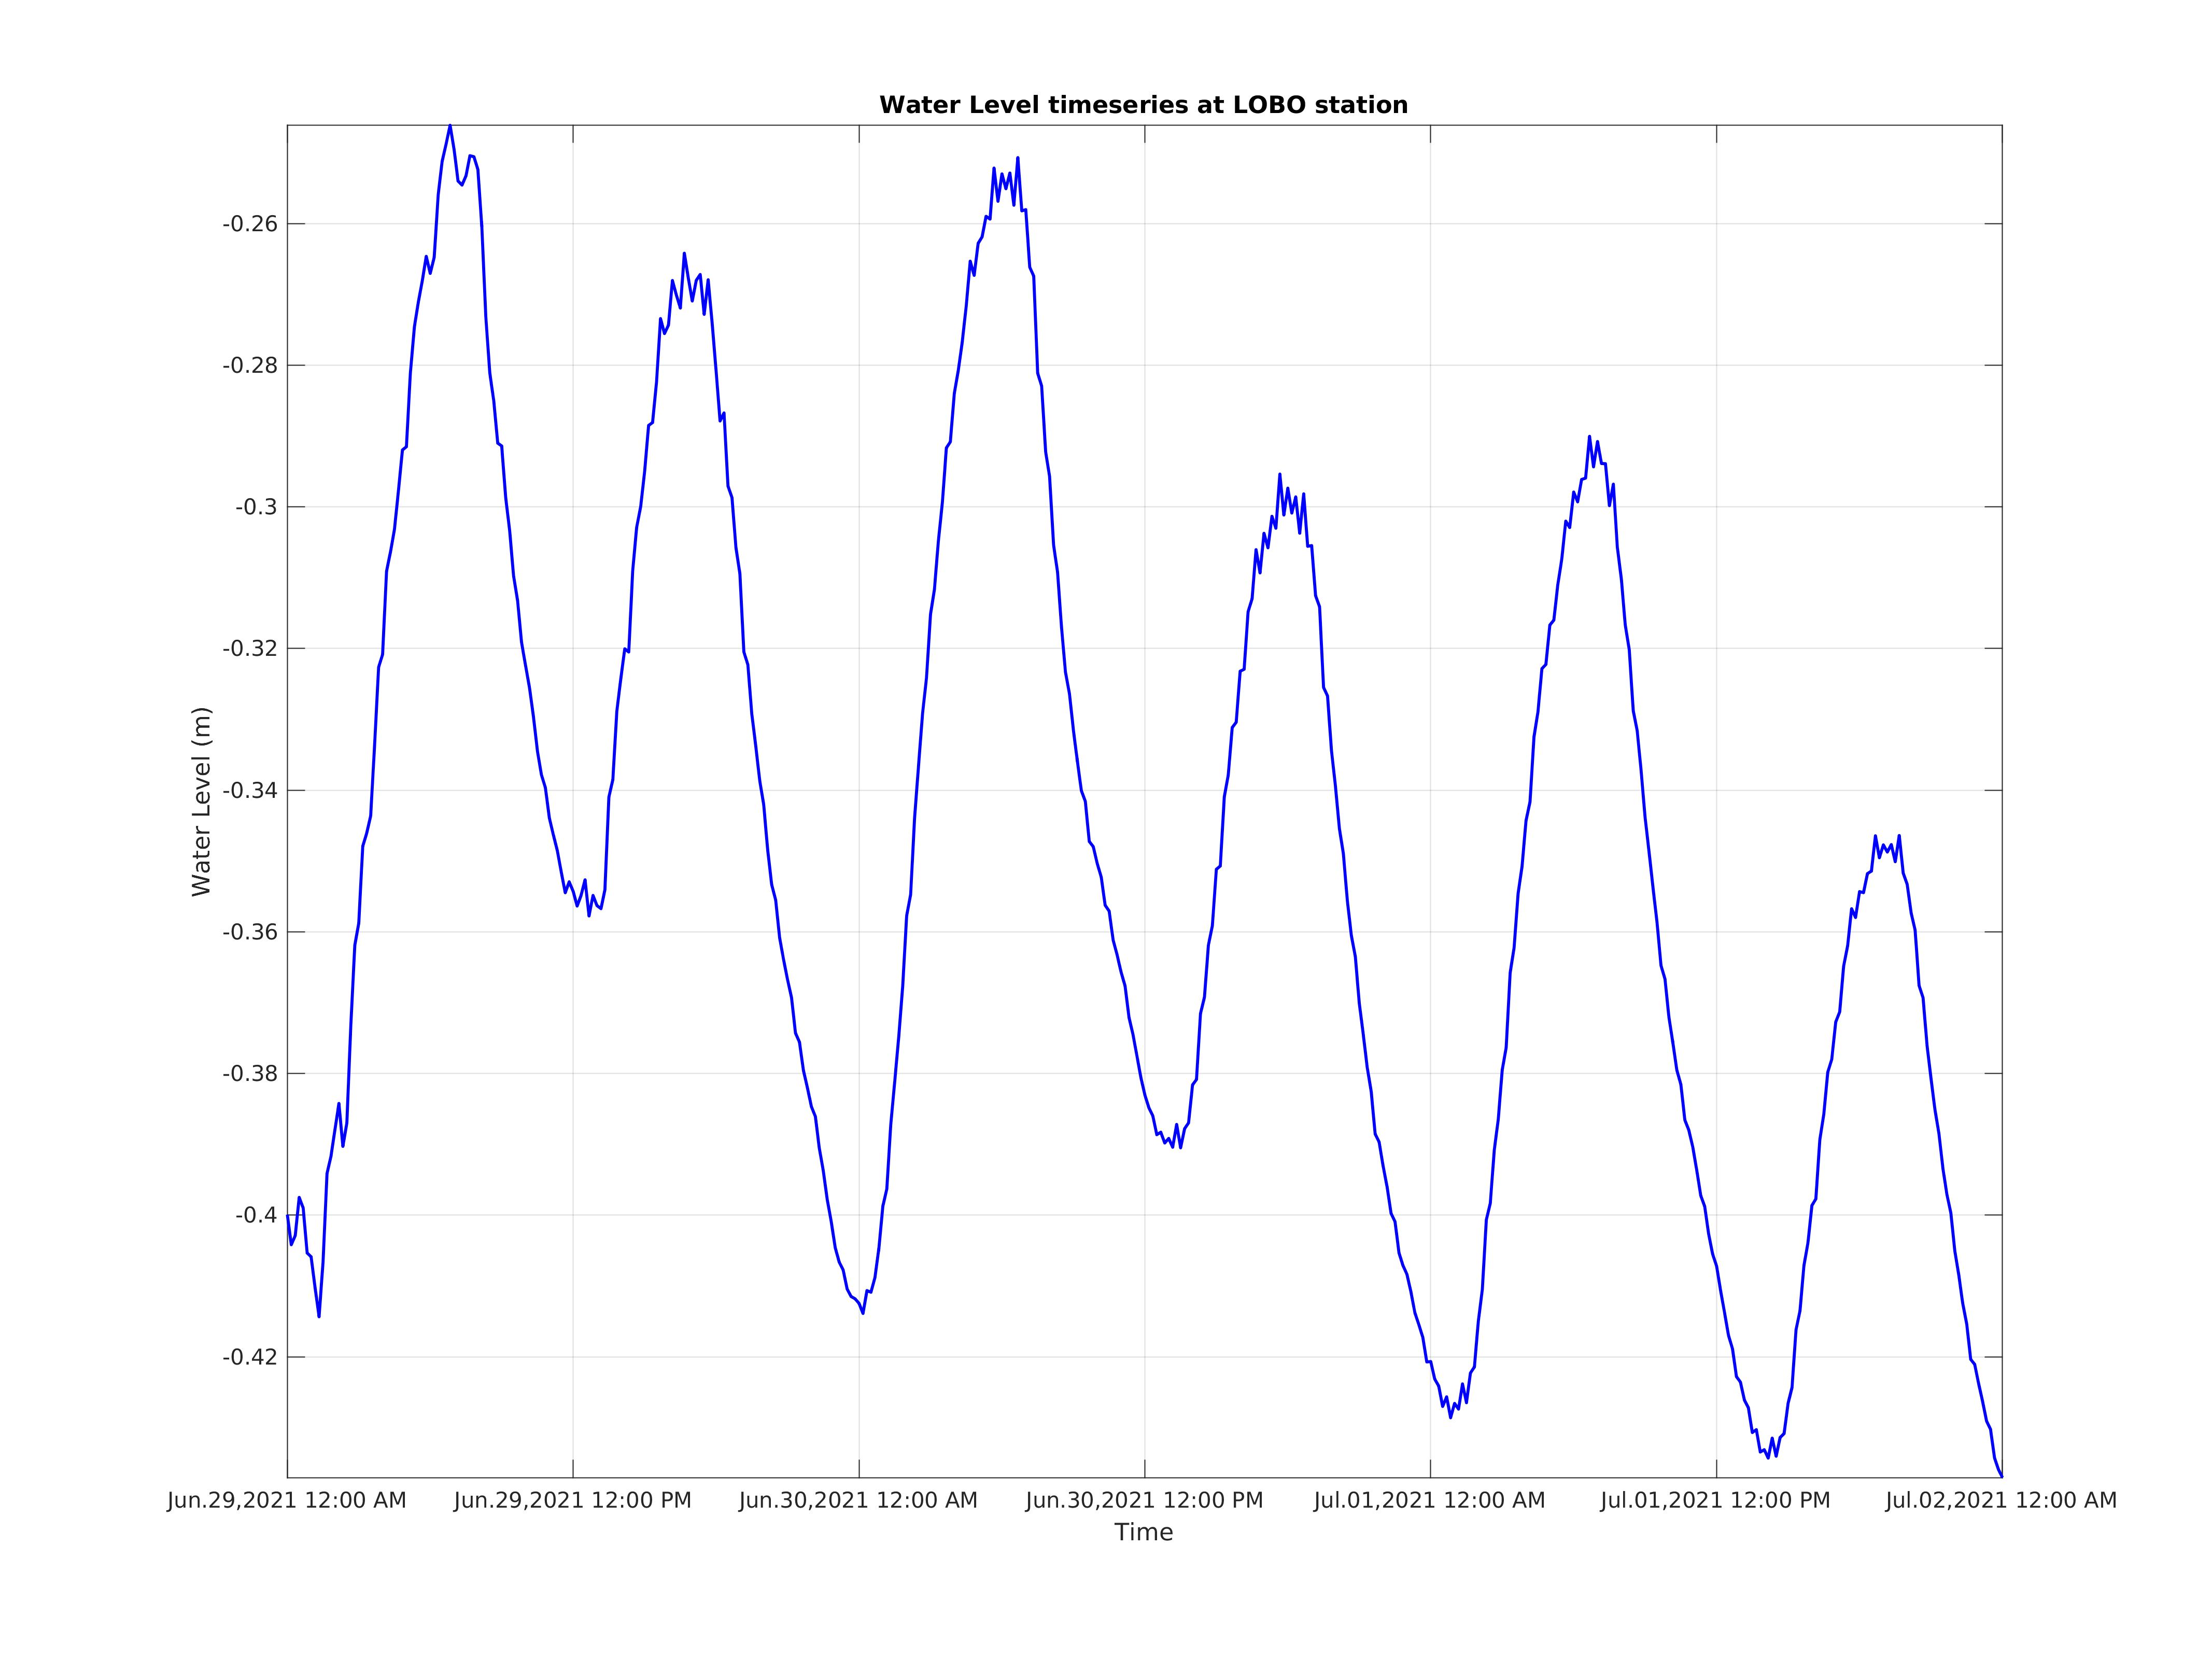 Water Level timeseries at LOBO station
-0.26
-0.28
-0.3
-0.32
-0.34
-0.36
-0.38
-0.4
-0.42
Water Level (m)
Jun.29,2021 12:00 AM
Jun.29,2021 12:00 PM
Jun.30,2021 12:00 AM
Jun.30,2021 12:00 PM
Jul.01,2021 12:00 AM
Jul.01,2021 12:00 PM
Jul.02,2021 12:00 AM
Time